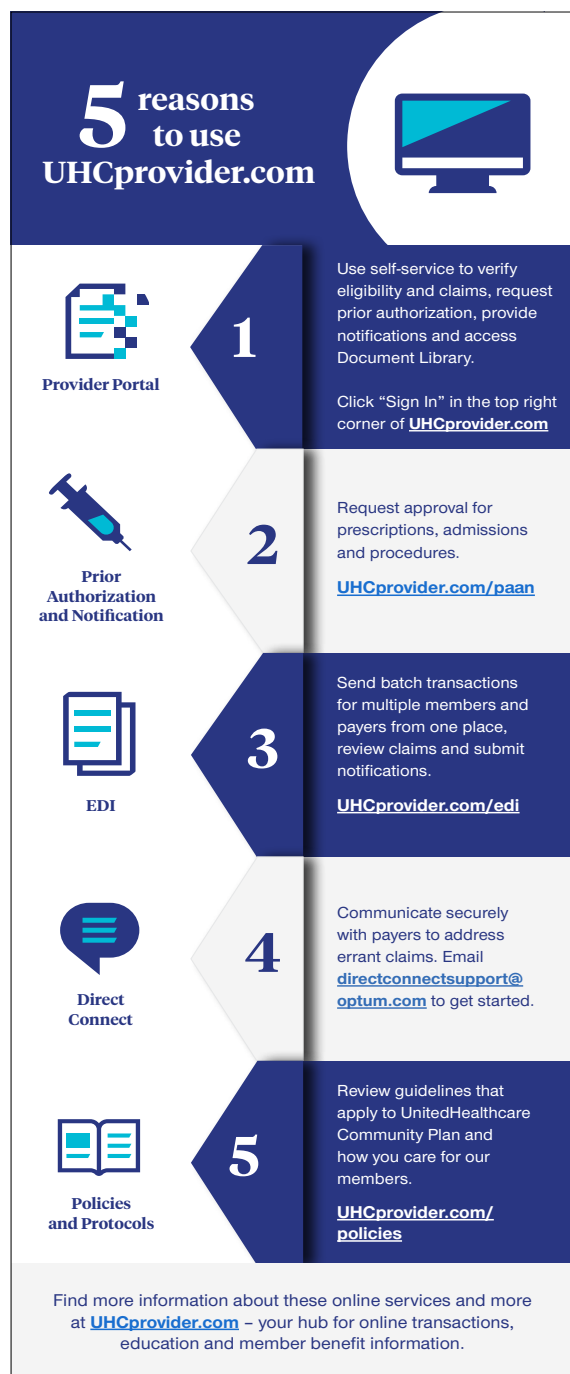 5 reasons
to use
UHCprovider.com
Provider Portal
1
Use self-service to verify
eligibility and claims, request
prior authorization, provide
notifications and access
Document Library.
Click “Sign In” in the top right
corner of UHCprovider.com
Prior
Authorization
and Notification
2
Request approval for
prescriptions, admissions
and procedures.
UHCprovider.com/paan
EDI
3
Send batch transactions
for multiple members and
payers from one place,
review claims and submit
notifications.
UHCprovider.com/edi
Direct
Connect
4
Communicate securely
with payers to address
errant claims. Email
directconnectsupport@
optum.com to get started.
Policies
and Protocols
5
Review guidelines that
apply to UnitedHealthcare
Community Plan and
how you care for our
members.
UHCprovider.com/
policies
Find more information about these online services and more
at UHCprovider.com – your hub for online transactions,
education and member benefit information.